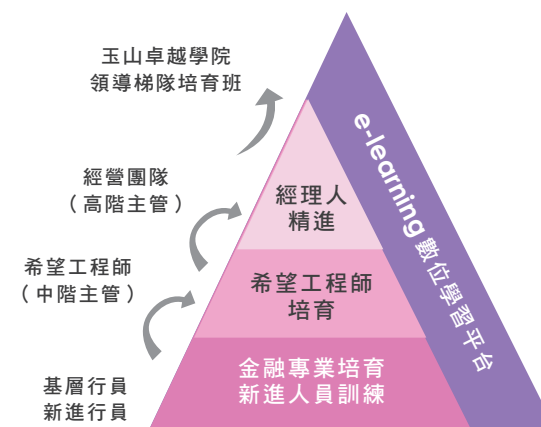 玉山卓越學院
領導梯隊培育班
經營團隊
（高階主管）
希望工程師
（中階主管）
基層行員
新進行員
經理人
精進
希望工程師
培育
金融專業培育
新進人員訓練
e-learning 數位學習平台